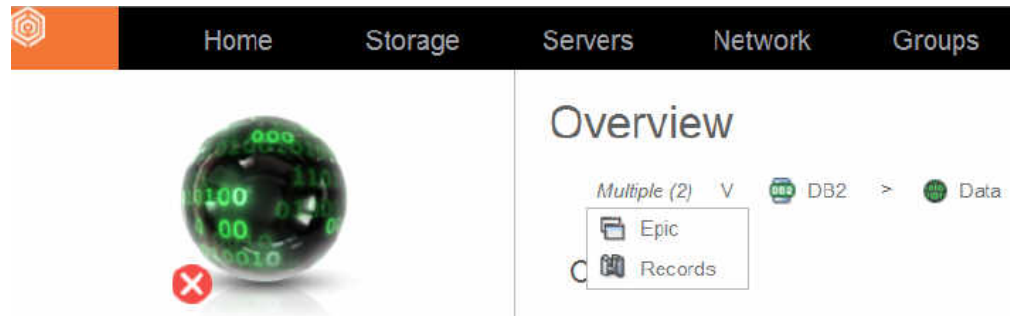 Home Storage Servers Network Groups
Overview
Multiple (2) V DB2 > Data
Epic
Records